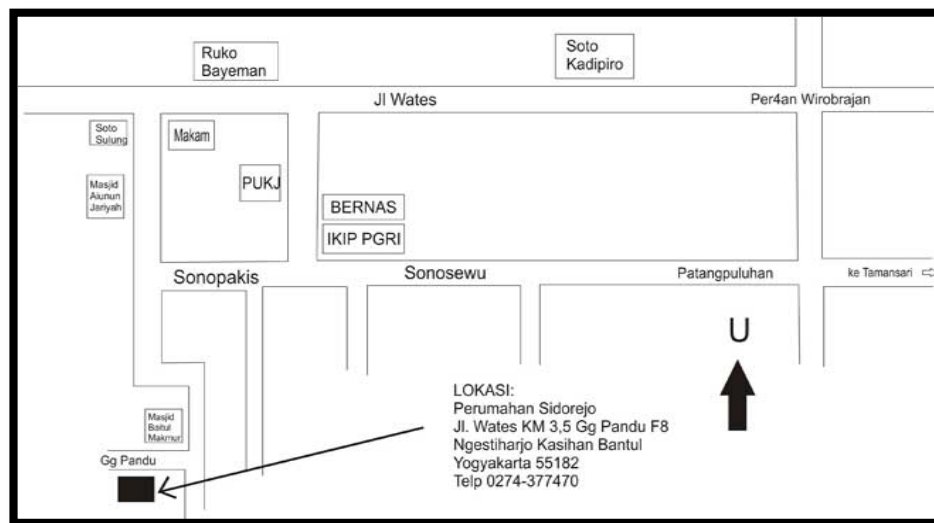 Ruko
Bayeman
Soto
Kadipiro
Jl Wates
Per4an Wirobrajan
Soto
Sulung
Makam
Masjid
Aiunun
Jariyah
PUKJ
BERNAS
IKIP PGRI
Sonopakis
Sonosewu
Patangpuluhan
ke Tamansari
U
LOKASI:
Perumahan Sidorejo
Jl. Wates KM 3,5 Gg Pandu F8
Ngestiharjo Kasihan Bantul
Yogyakarta 55182
Telp 0274-377470
Masjid
Baitul
Makmur
Gg Pandu